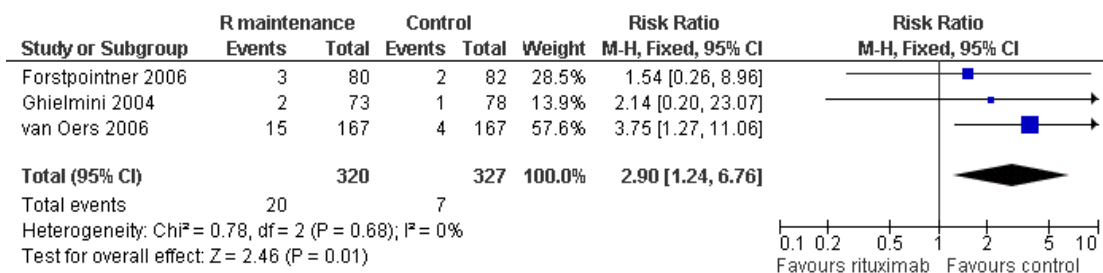 R maintenance Control Risk Ratio Risk Ratio
Study or Subgroup Events Total Events Total Weight M-H, Fixed, 95% CI M-H, Fixed, 95% CI
Forstpointner 2006 3 80 2 82 28.5% 1.54 [0.26, 8.96]
Ghielmini 2004 2 73 1 78 13.9% 2.14 [0.20, 23.07]
van Oers 2006 15 167 4 167 57.6% 3.75 [1.27, 11.06]
Total (95% CI) 320 327 100.0% 2.90 [1.24, 6.76]
Total events 20 7
Heterogeneity: Chi² = 0.78, df = 2 (P = 0.68); I² = 0%
Test for overall effect: Z = 2.46 (P = 0.01)
0.1 0.2 0.5 1 2 5 10
Favours rituximab Favours control